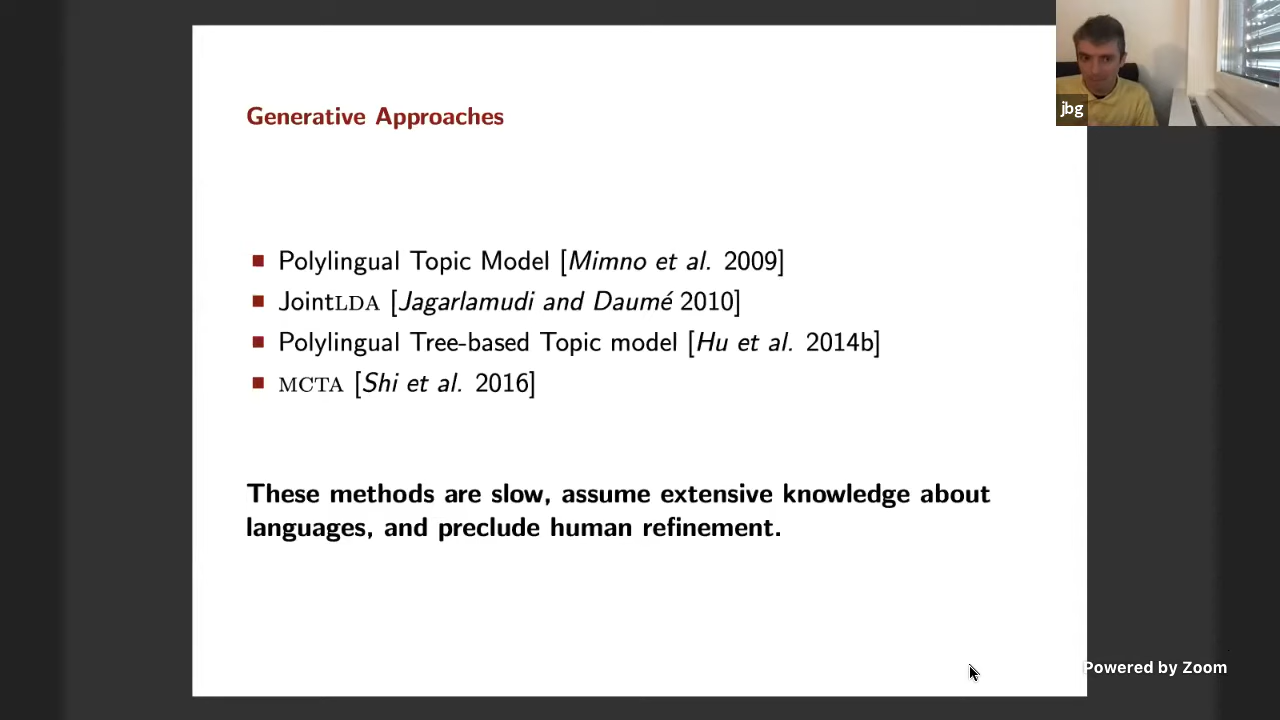 Generative Approaches
jbg
Polylingual Topic Model [Mimno et al. 2009]
JointLDA [Jagarlamudi and Daumé 2010]
Polylingual Tree-based Topic model [Hu et al. 2014b]
MCTA [Shi et al. 2016]
These methods are slow, assume extensive knowledge about
languages, and preclude human refinement.
Powered by Zoom